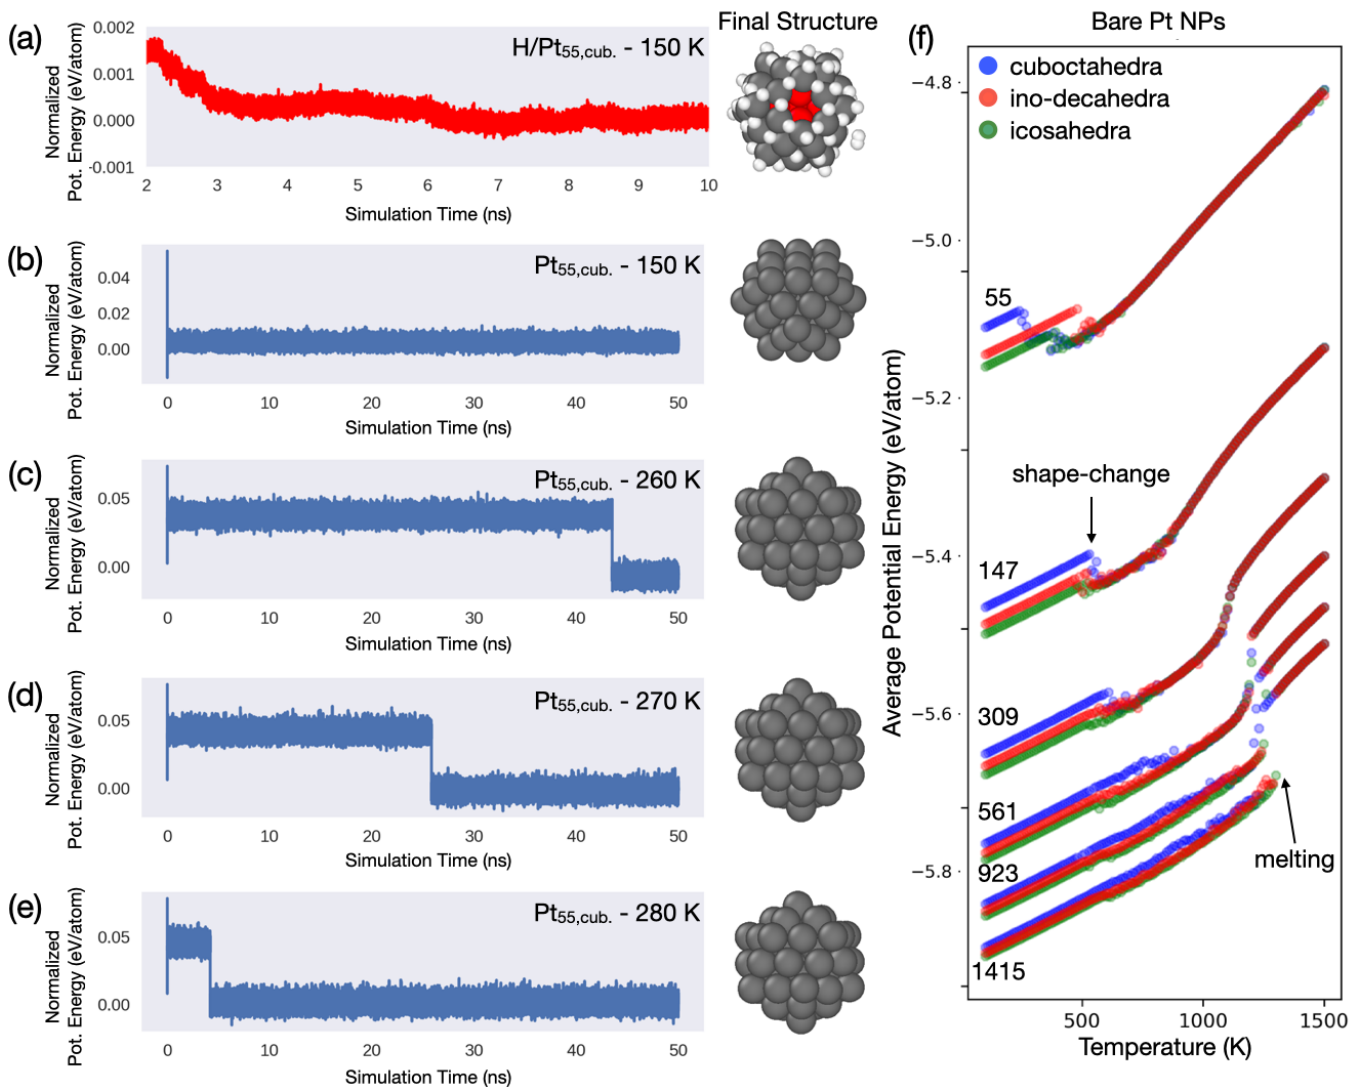 (a)
Normalized
Pot. Energy (eV/atom)
0.002
0.001
0.000
-0.001
H/Pt55,cub. - 150 K
2 3 4 5 6 7 8 9 10
Simulation Time (ns)
Final Structure
(b)
Normalized
Pot. Energy (eV/atom)
0.04
0.02
0.00
Pt55,cub. - 150 K
0 10 20 30 40 50
Simulation Time (ns)
(c)
Normalized
Pot. Energy (eV/atom)
0.05
0.00
Pt55,cub. - 260 K
0 10 20 30 40 50
Simulation Time (ns)
(d)
Normalized
Pot. Energy (eV/atom)
0.05
0.00
Pt55,cub. - 270 K
0 10 20 30 40 50
Simulation Time (ns)
(e)
Normalized
Pot. Energy (eV/atom)
0.05
0.00
Pt55,cub. - 280 K
0 10 20 30 40 50
Simulation Time (ns)
(f)
Bare Pt NPs
cuboctahedra
ino-decahedra
icosahedra
Average Potential Energy (eV/atom)
−4.8
−5.0
−5.2
−5.4
−5.6
−5.8
55
shape-change
147
309
561
923
1415
melting
500 1000 1500
Temperature (K)